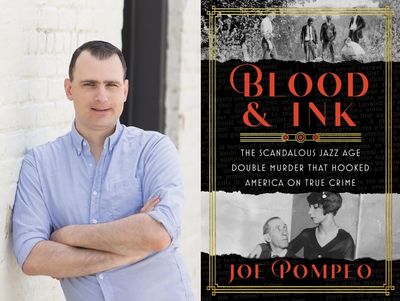 BLOOD
& INK
THE SCANDALOUS JAZZ AGE
DOUBLE MURDER THAT HOOKED
AMERICA ON TRUE CRIME
JOE POMPEO